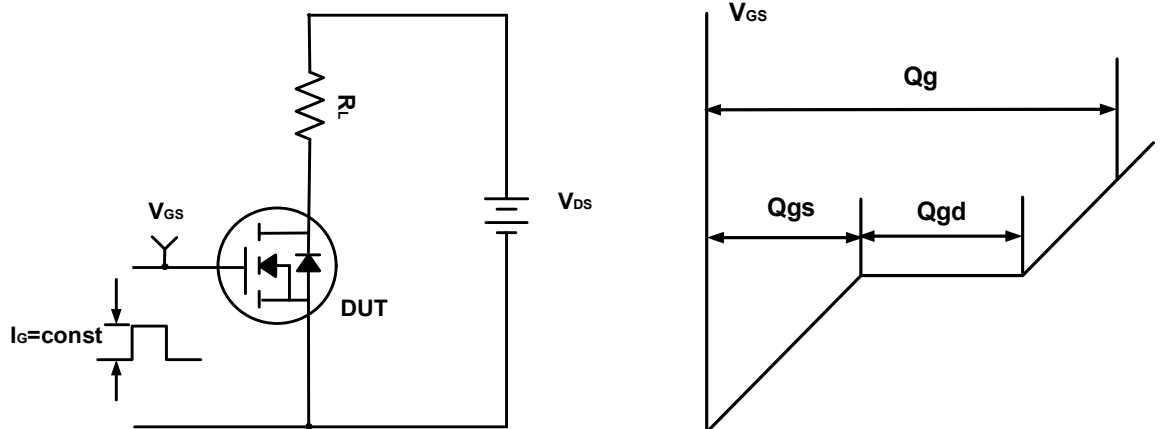 RL
VGS
VDS
DUT
IG=const
VGS
Qg
Qgs
Qgd